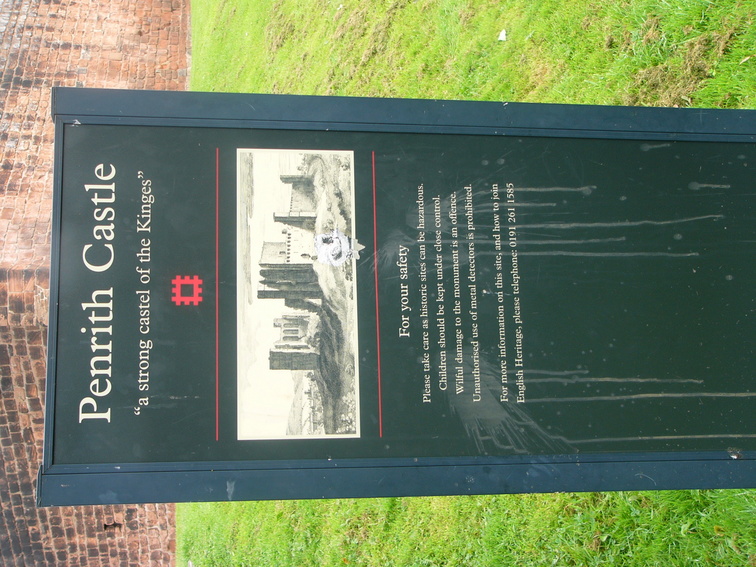 Penrith Castle
“a strong castel of the Kinges”
For your safety
Please take care as historic sites can be hazardous.
Children should be kept under close control.
Wilful damage to the monument is an offence.
Unauthorised use of metal detectors is prohibited.
For more information on this site, and how to join
English Heritage, please telephone: 0191 261 1585